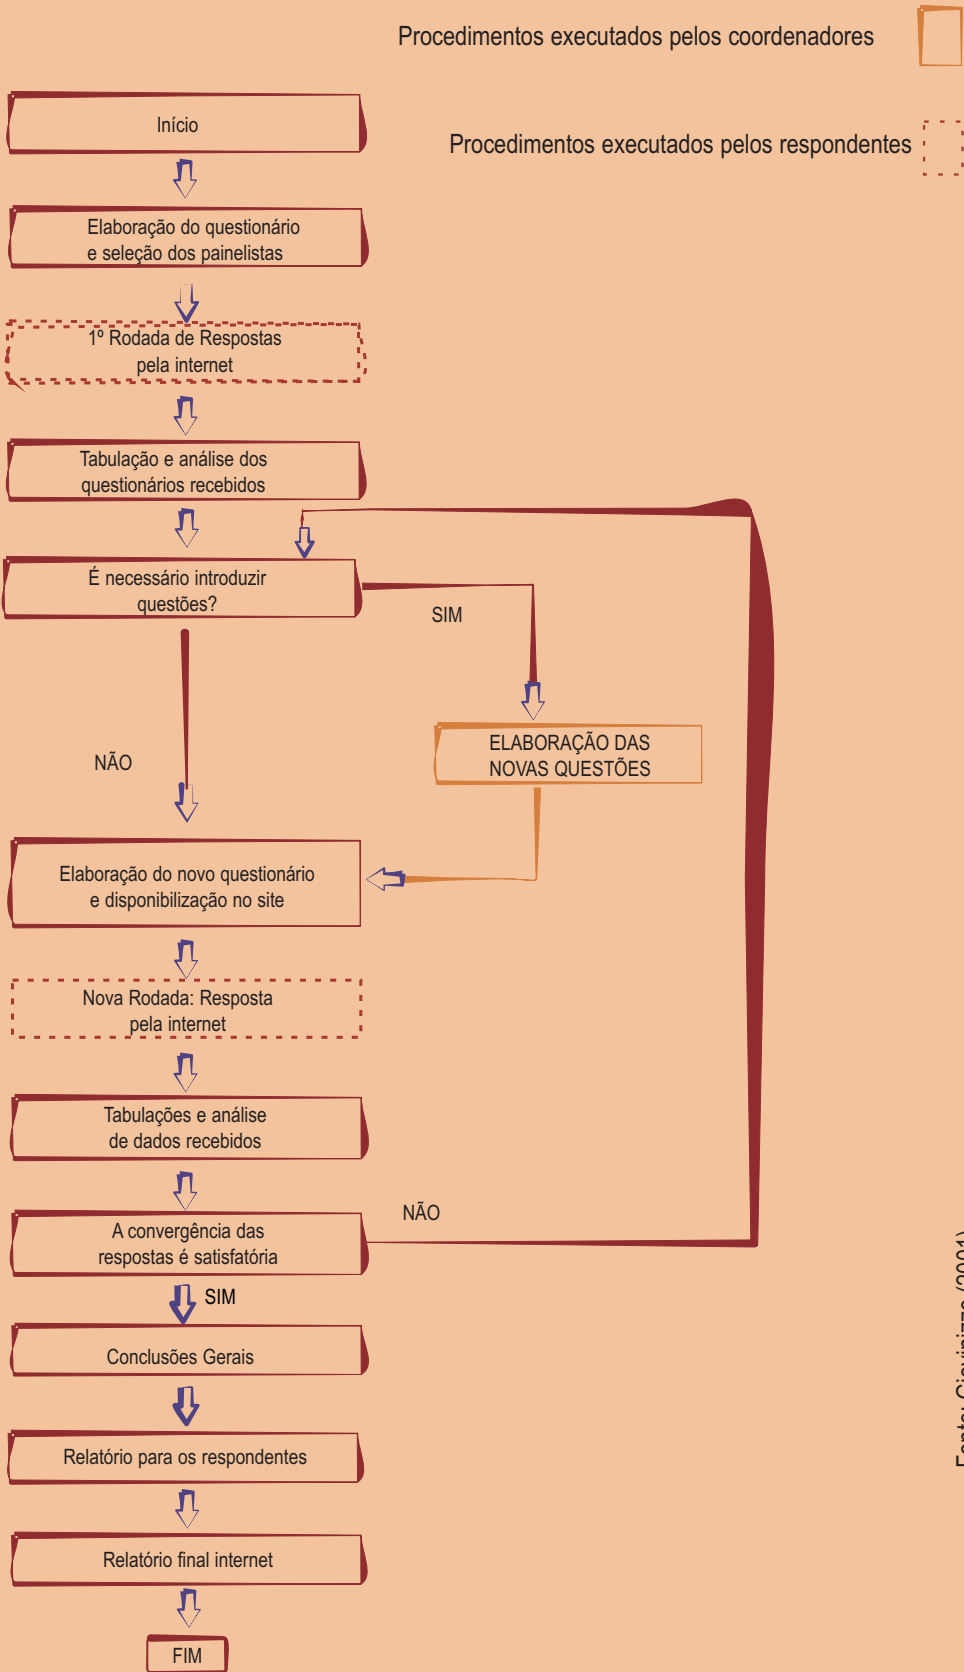 Procedimentos executados pelos coordenadores
Início
Procedimentos executados pelos respondentes
Elaboração do questionário
e seleção dos painelistas
1º Rodada de Respostas
pela internet
Tabulação e análise dos
questionários recebidos
É necessário introduzir
questões?
SIM
ELABORAÇÃO DAS
NOVAS QUESTÕES
NÃO
Elaboração do novo questionário
e disponibilização no site
Nova Rodada: Resposta
pela internet
Tabulações e análise
de dados recebidos
A convergência das
respostas é satisfatória
NÃO
SIM
Conclusões Gerais
Relatório para os respondentes
Relatório final internet
FIM